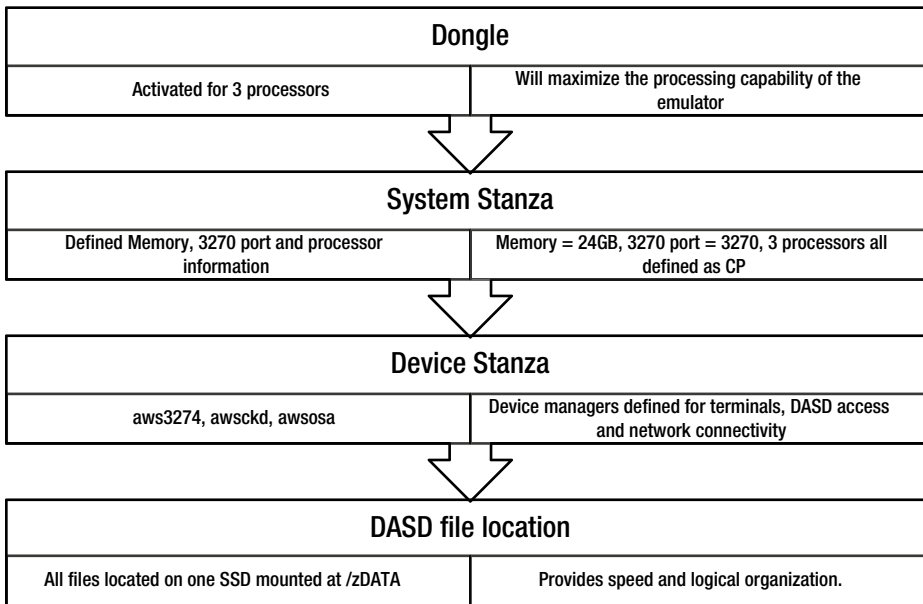 Dongle
Activated for 3 processors
Will maximize the processing capability of the
emulator
System Stanza
Defined Memory, 3270 port and processor
information
Memory = 24GB, 3270 port = 3270, 3 processors all
defined as CP
Device Stanza
aws3274, awsckd, awsosa
Device managers defined for terminals, DASD access
and network connectivity
DASD file location
All files located on one SSD mounted at /zDATA
Provides speed and logical organization.